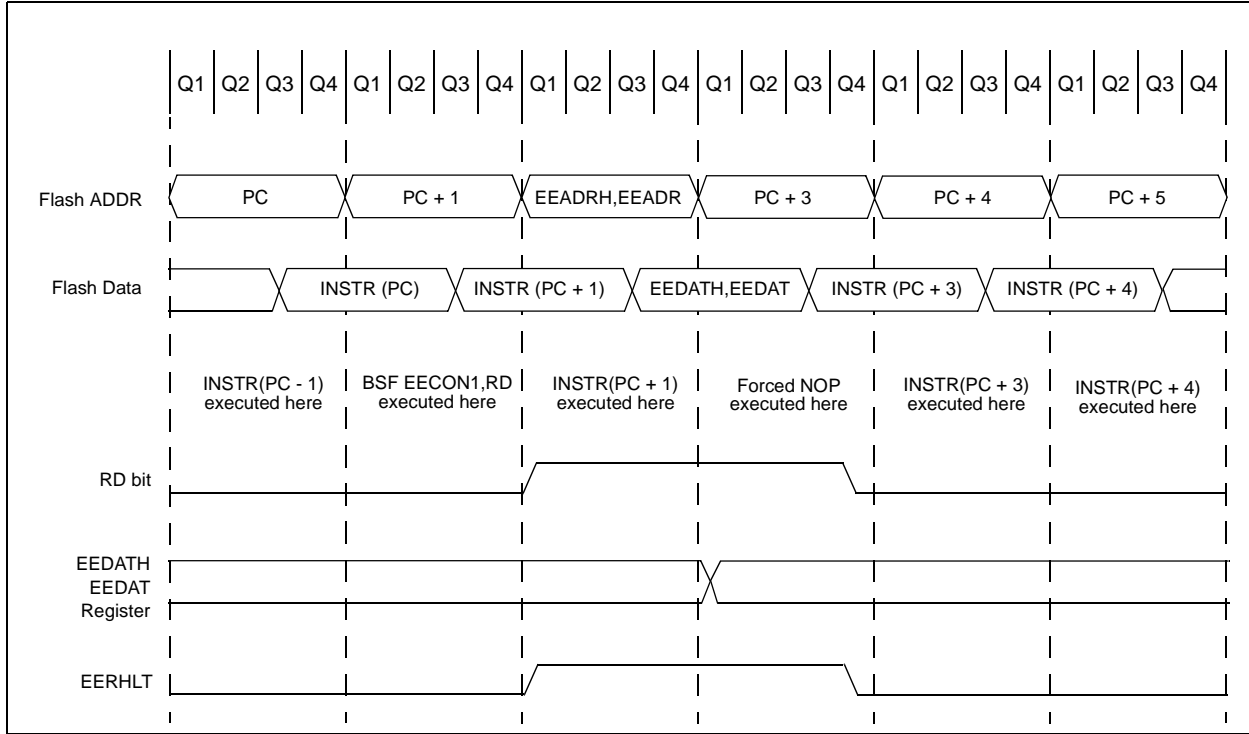 Q1 Q2 Q3 Q4 Q1 Q2 Q3 Q4 Q1 Q2 Q3 Q4 Q1 Q2 Q3 Q4 Q1 Q2 Q3 Q4 Q1 Q2 Q3 Q4
Flash ADDR PC PC + 1 EEADRH,EEADR PC + 3 PC + 4 PC + 5
Flash Data INSTR (PC) INSTR (PC + 1) EEDATH,EEDAT INSTR (PC + 3) INSTR (PC + 4)
INSTR(PC - 1) BSF EECON1,RD INSTR(PC + 1) Forced NOP INSTR(PC + 3) INSTR(PC + 4)
executed here executed here executed here executed here executed here executed here
RD bit
EEDATH
EEDAT
Register
EERHLT